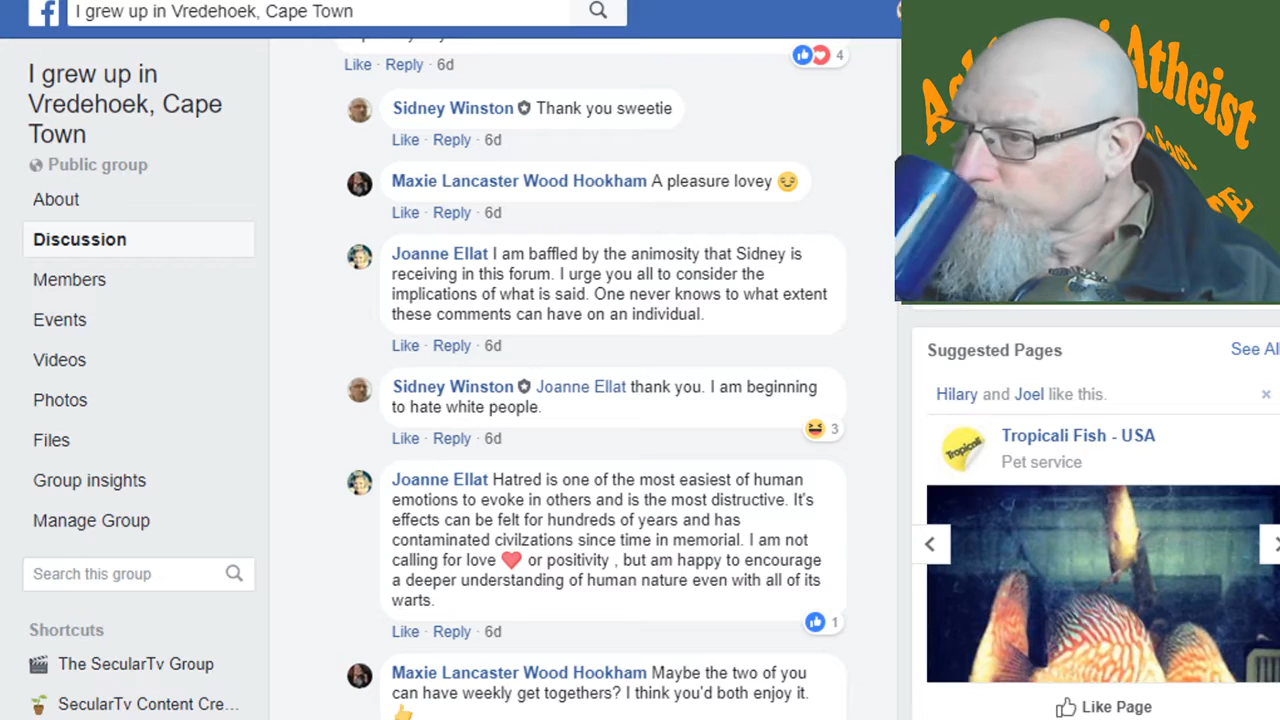 I grew up in Vredehoek, Cape Town
I grew up in
Vredehoek, Cape
Town
Public group
About
Discussion
Members
Events
Videos
Photos
Files
Group insights
Manage Group
Search this group
Shortcuts
The SecularTv Group
SecularTv Content Cre...
4
Like · Reply · 6d
Sidney Winston Thank you sweetie
Like · Reply · 6d
Maxie Lancaster Wood Hookham A pleasure lovey 😏
Like · Reply · 6d
Joanne Ellat I am baffled by the animosity that Sidney is
receiving in this forum. I urge you all to consider the
implications of what is said. One never knows to what extent
these comments can have on an individual.
Like · Reply · 6d
Sidney Winston Joanne Ellat thank you. I am beginning
to hate white people.
3
Like · Reply · 6d
Joanne Ellat Hatred is one of the most easiest of human
emotions to evoke in others and is the most distructive. It's
effects can be felt for hundreds of years and has
contaminated civilzations since time in memorial. I am not
calling for love ❤ or positivity , but am happy to encourage
a deeper understanding of human nature even with all of its
warts.
1
Like · Reply · 6d
Maxie Lancaster Wood Hookham Maybe the two of you
can have weekly get togethers? I think you'd both enjoy it.
Atheist
Suggested Pages
See All
Hilary and Joel like this.
Tropicali
Tropicali Fish - USA
Pet service
Like Page